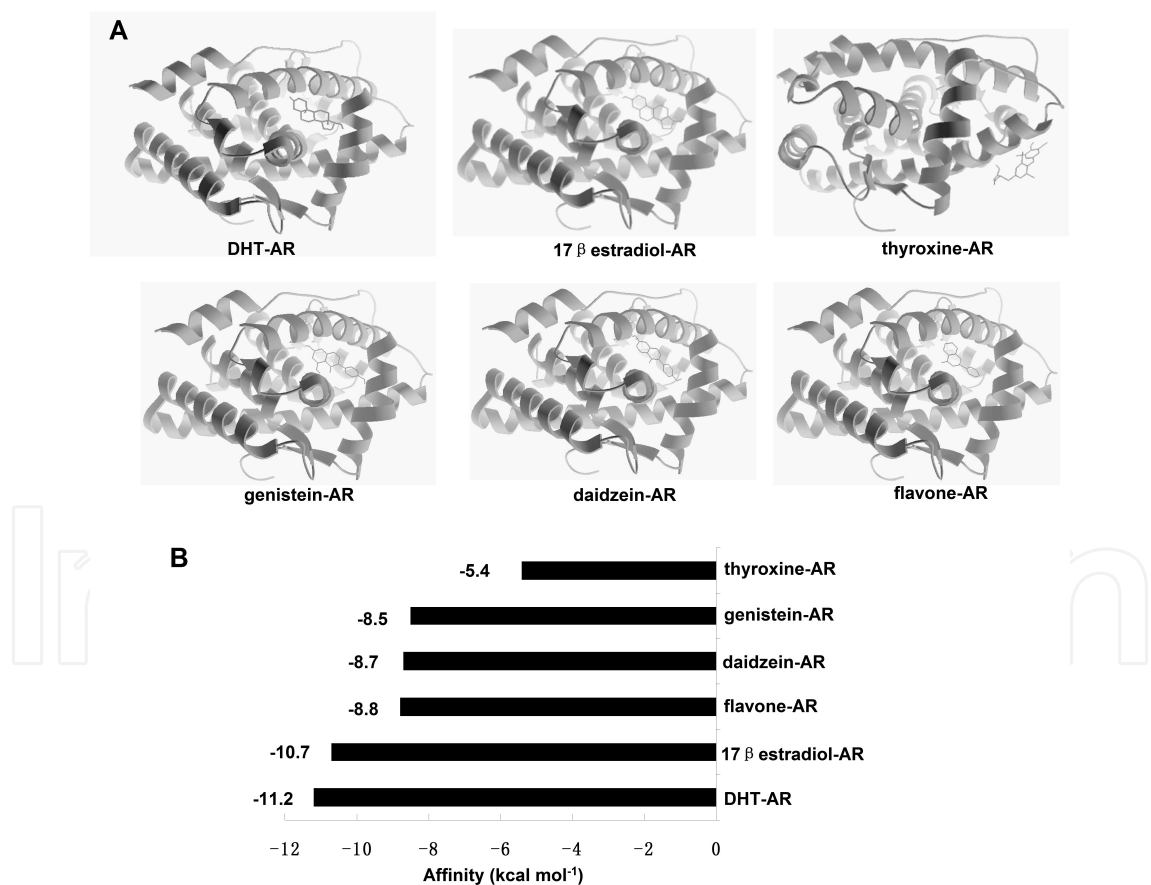 A
DHT-AR
17 β estradiol-AR
thyroxine-AR
genistein-AR
daidzein-AR
flavone-AR
B
-5.4 thyroxine-AR
-8.5 genistein-AR
-8.7 daidzein-AR
-8.8 flavone-AR
-10.7 17 β estradiol-AR
-11.2 DHT-AR
-12 -10 -8 -6 -4 -2 0
Affinity (kcal mol⁻¹)